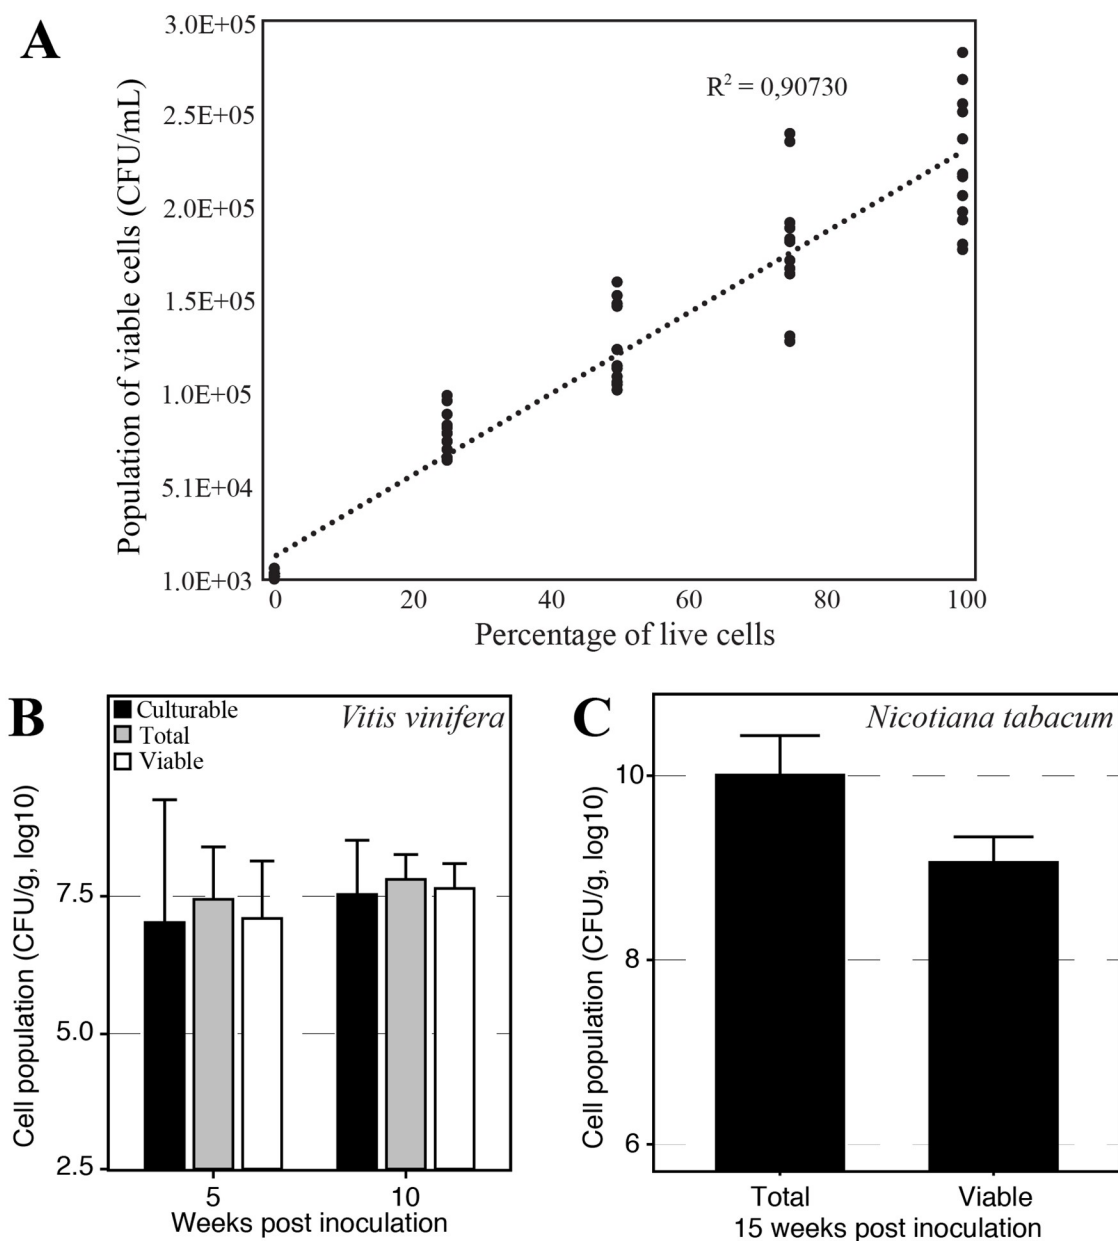 A
3.0E+05
2.5E+05
2.0E+05
1.5E+05
1.0E+05
5.1E+04
1.0E+03
Population of viable cells (CFU/mL)
R² = 0,90730
0 20 40 60 80 100
Percentage of live cells
B
Culturable
Total
Viable
Vitis vinifera
Cell population (CFU/g, log10)
7.5
5.0
2.5
5 10
Weeks post inoculation
C
Nicotiana tabacum
Cell population (CFU/g, log10)
10
8
6
Total Viable
15 weeks post inoculation